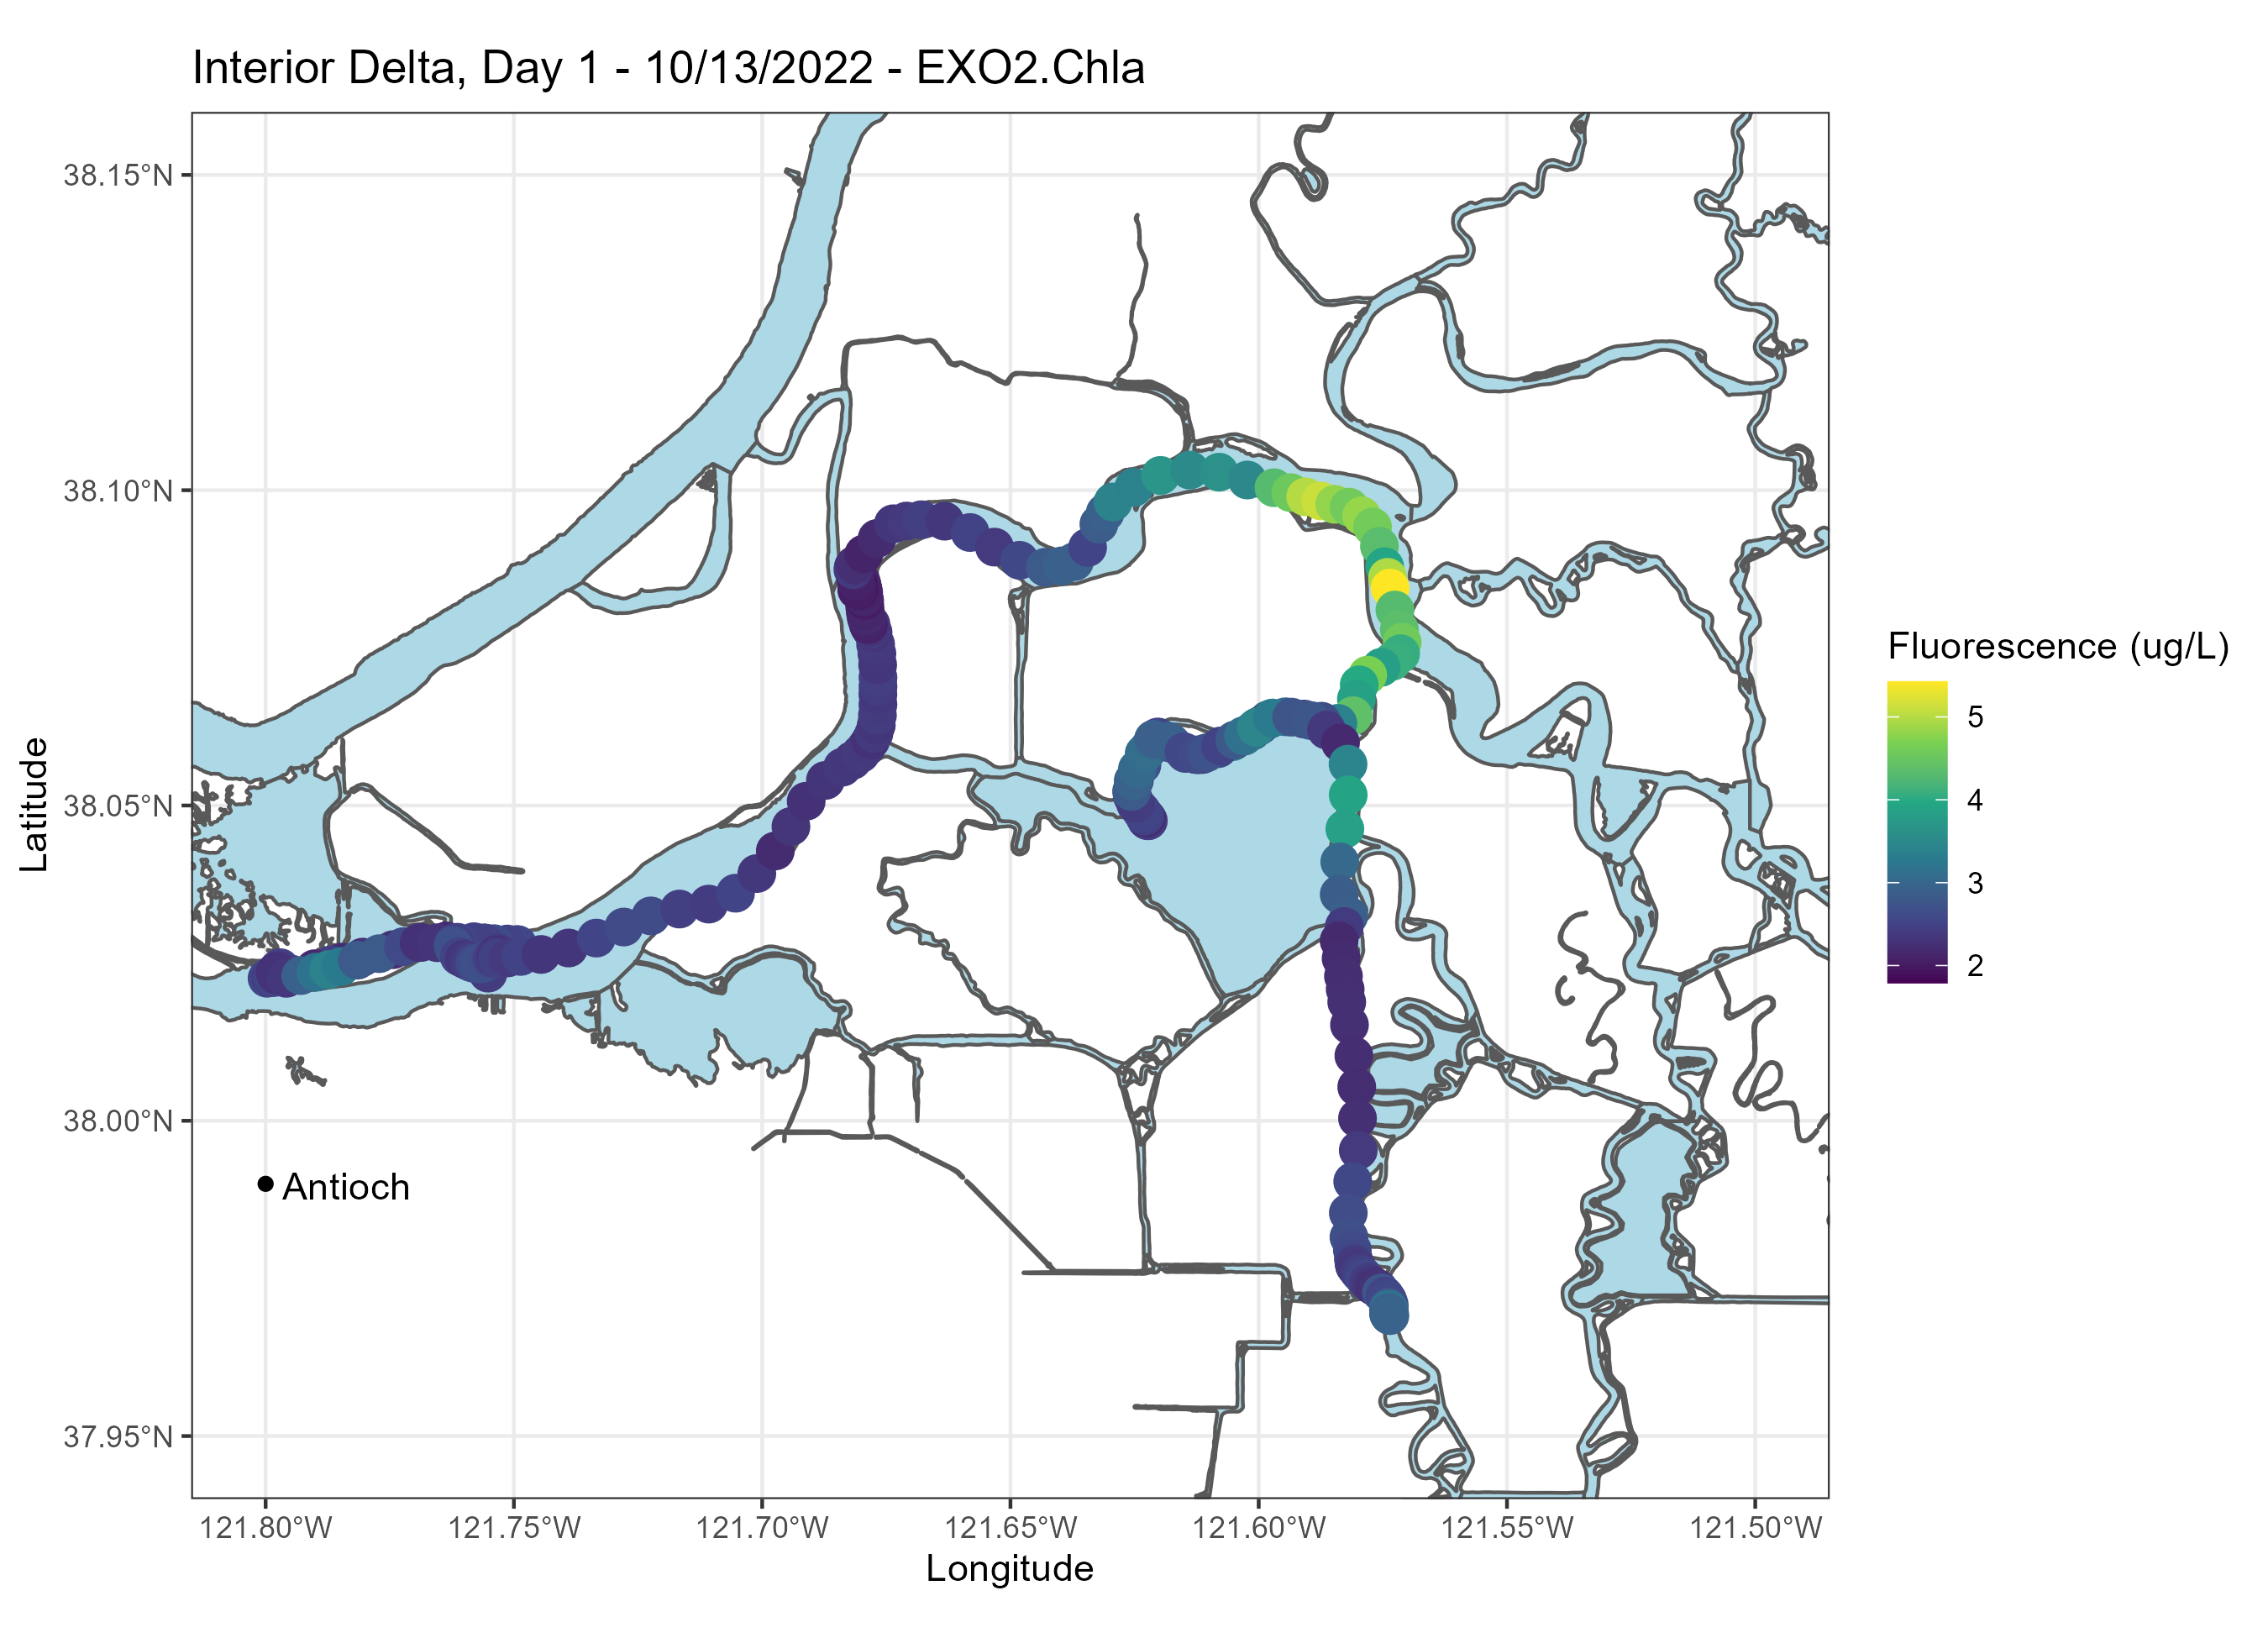 Interior Delta, Day 1 - 10/13/2022 - EXO2.Chla
38.15°N
38.10°N
38.05°N
38.00°N
37.95°N
Latitude
Antioch
121.80°W
121.75°W
121.70°W
121.65°W
121.60°W
121.55°W
121.50°W
Longitude
Fluorescence (ug/L)
5
4
3
2